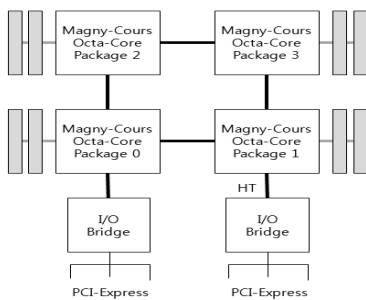 Magny-Cours
Octa-Core
Package 2
Magny-Cours
Octa-Core
Package 3
Magny-Cours
Octa-Core
Package 0
Magny-Cours
Octa-Core
Package 1
HT
I/O
Bridge
I/O
Bridge
PCI-Express
PCI-Express